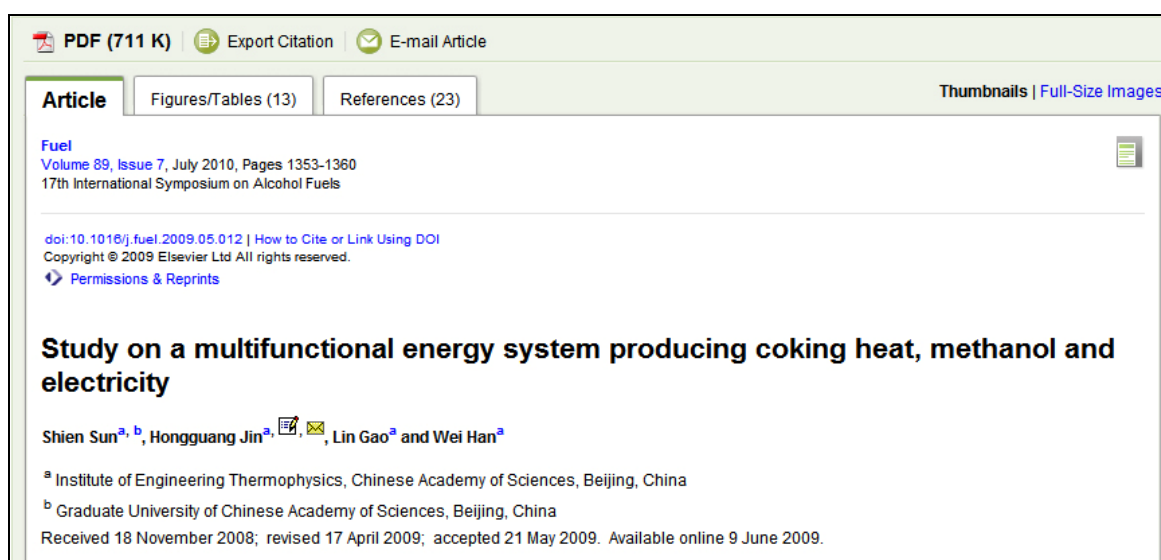 PDF (711 K) Export Citation E-mail Article
Article Figures/Tables (13) References (23) Thumbnails | Full-Size Images
Fuel
Volume 89, Issue 7, July 2010, Pages 1353-1360
17th International Symposium on Alcohol Fuels
doi:10.1016/j.fuel.2009.05.012 | How to Cite or Link Using DOI
Copyright © 2009 Elsevier Ltd All rights reserved.
Permissions & Reprints
Study on a multifunctional energy system producing coking heat, methanol and
electricity
Shien Sun a, b, Hongguang Jin a, , , Lin Gao a and Wei Han a
a Institute of Engineering Thermophysics, Chinese Academy of Sciences, Beijing, China
b Graduate University of Chinese Academy of Sciences, Beijing, China
Received 18 November 2008; revised 17 April 2009; accepted 21 May 2009. Available online 9 June 2009.